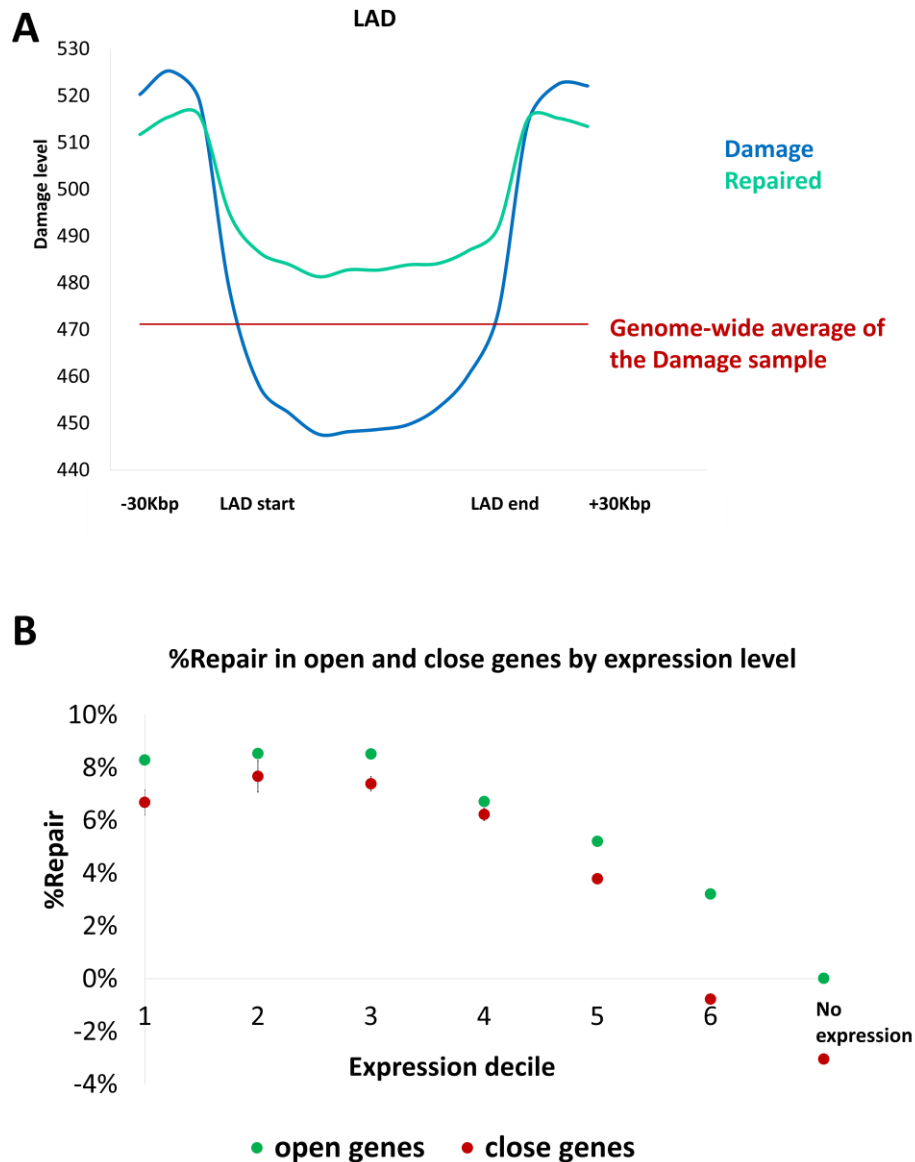 A
LAD
530
520
510
500
490
480
470
460
450
440
Damage level
-30Kbp LAD start LAD end +30Kbp
Damage
Repaired
Genome-wide average of
the Damage sample
B
%Repair in open and close genes by expression level
10%
8%
6%
4%
2%
0%
-2%
-4%
%Repair
1 2 3 4 5 6 No
expression
Expression decile
open genes close genes